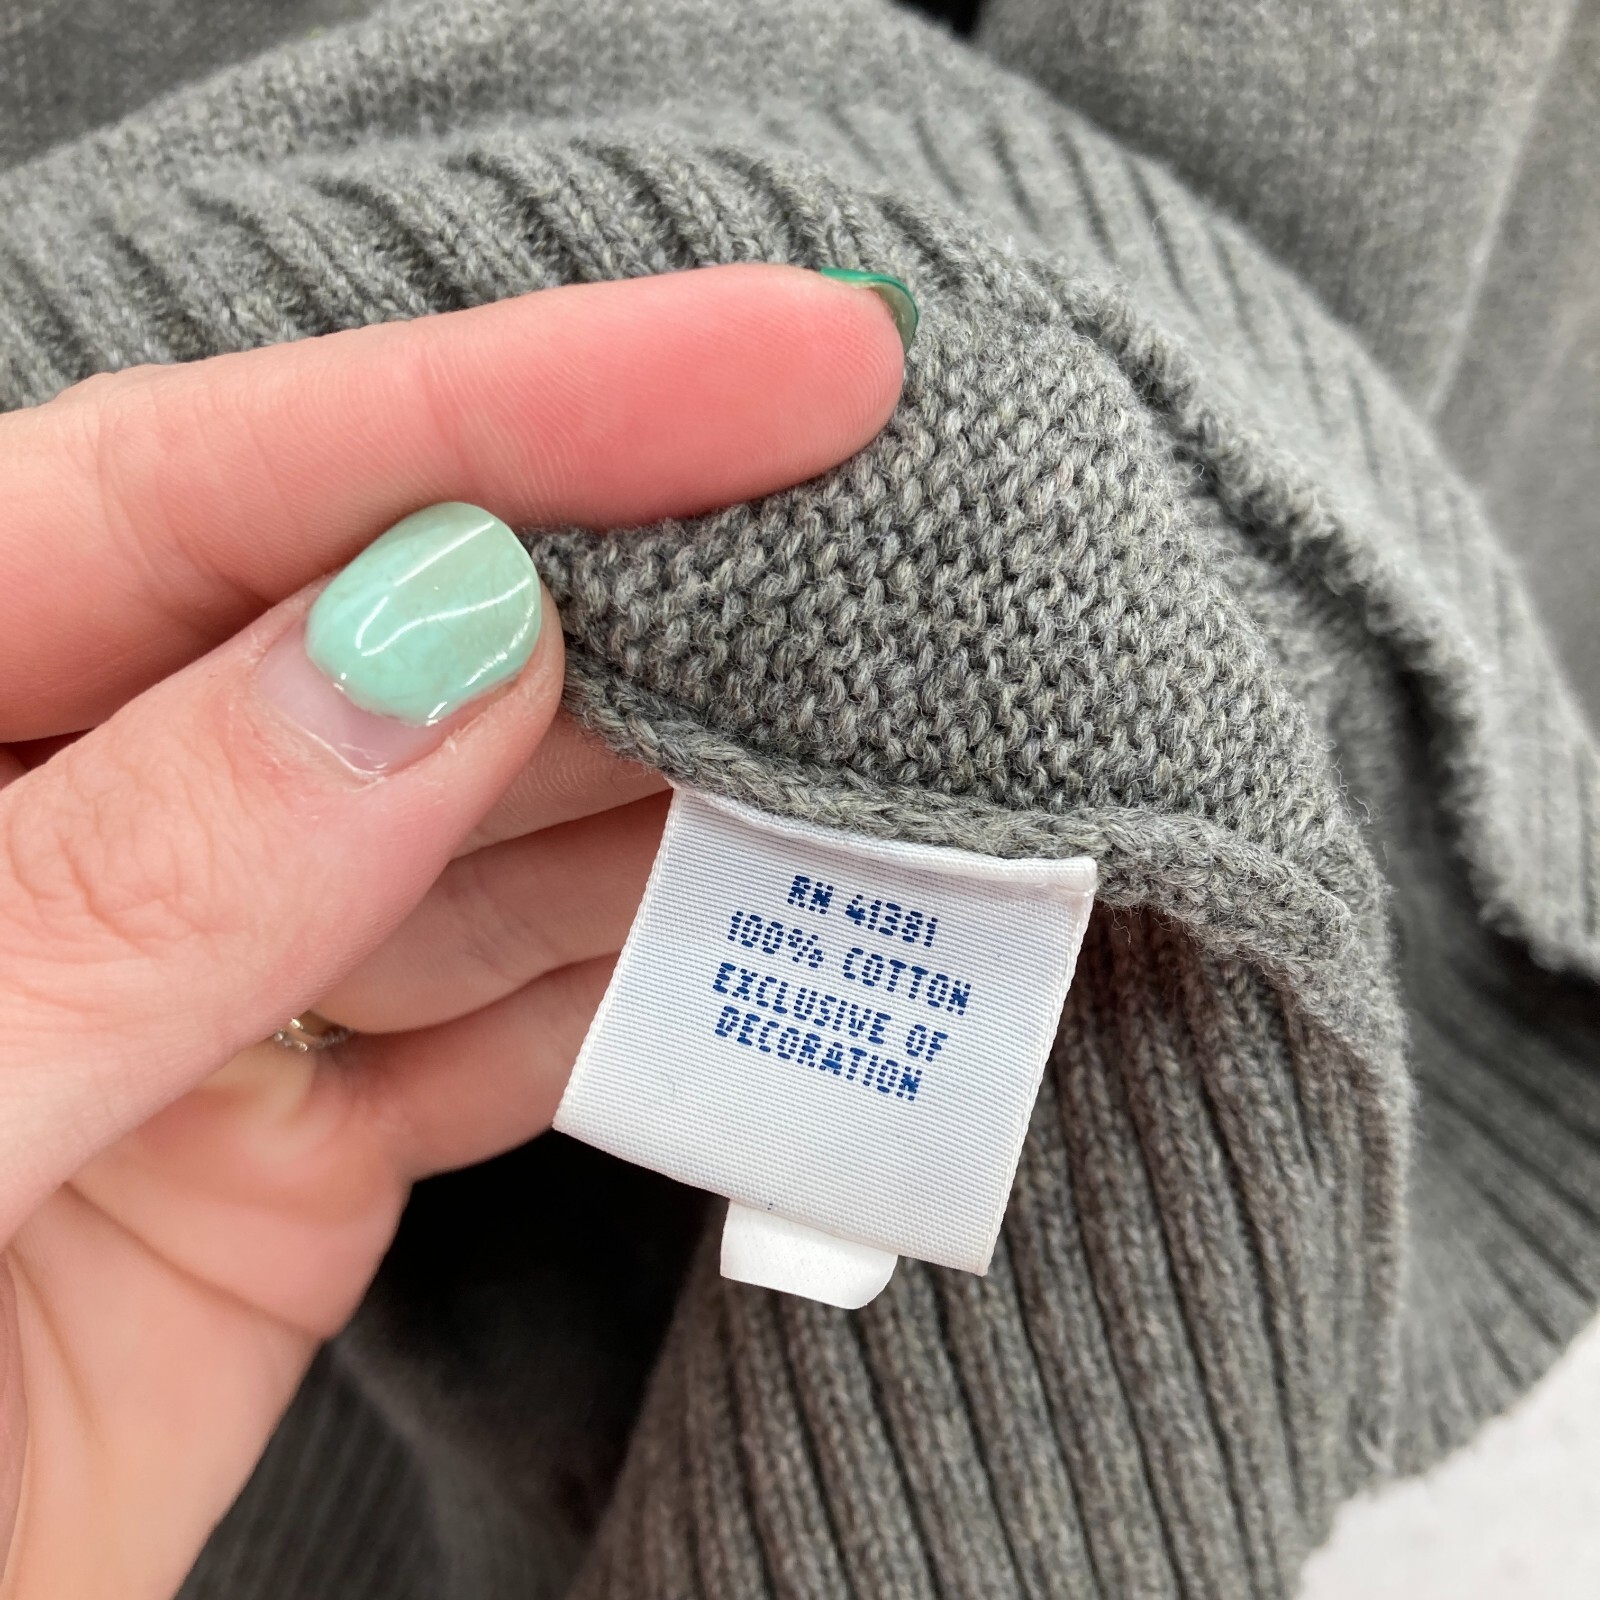 RN 41381
100% COTTON
EXCLUSIVE OF
DECORATION